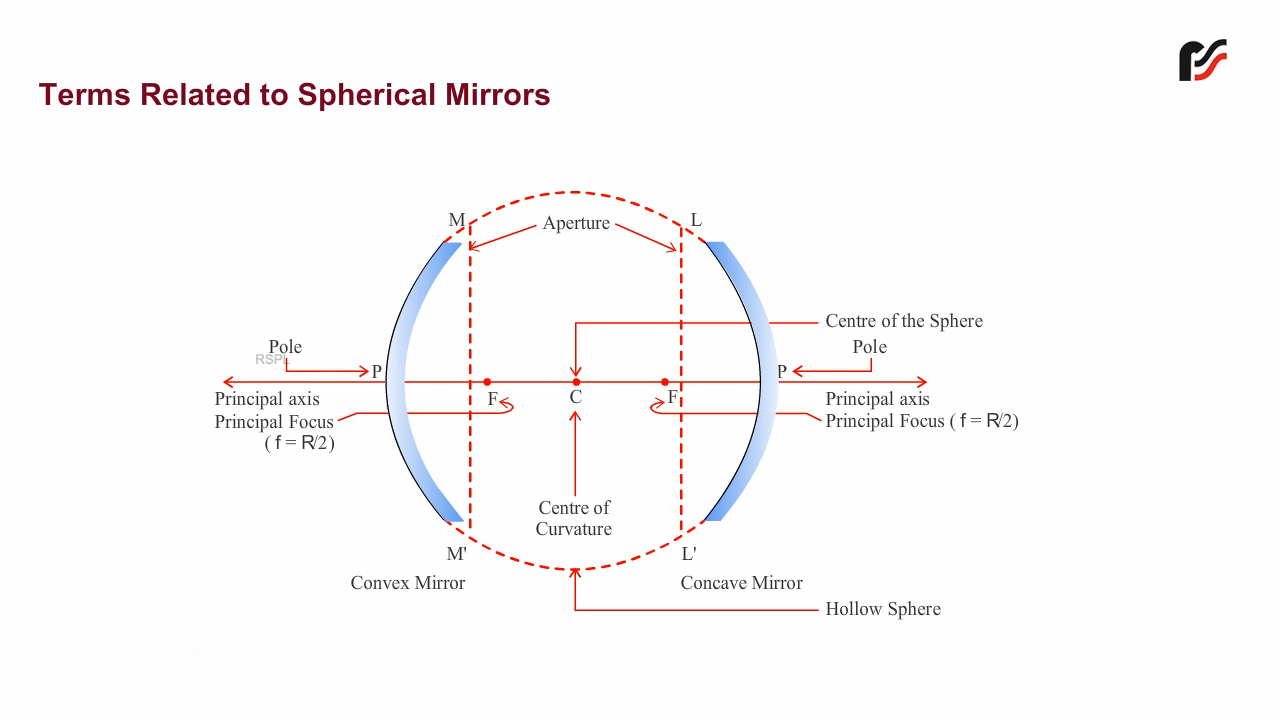 Terms Related to Spherical Mirrors
M
Aperture
L
Centre of the Sphere
Pole
RSPL
P
P
Pole
F
C
F
Principal axis
Principal Focus
( f = R/2)
Principal axis
Principal Focus ( f = R/2)
Centre of
Curvature
M'
L'
Convex Mirror
Concave Mirror
Hollow Sphere